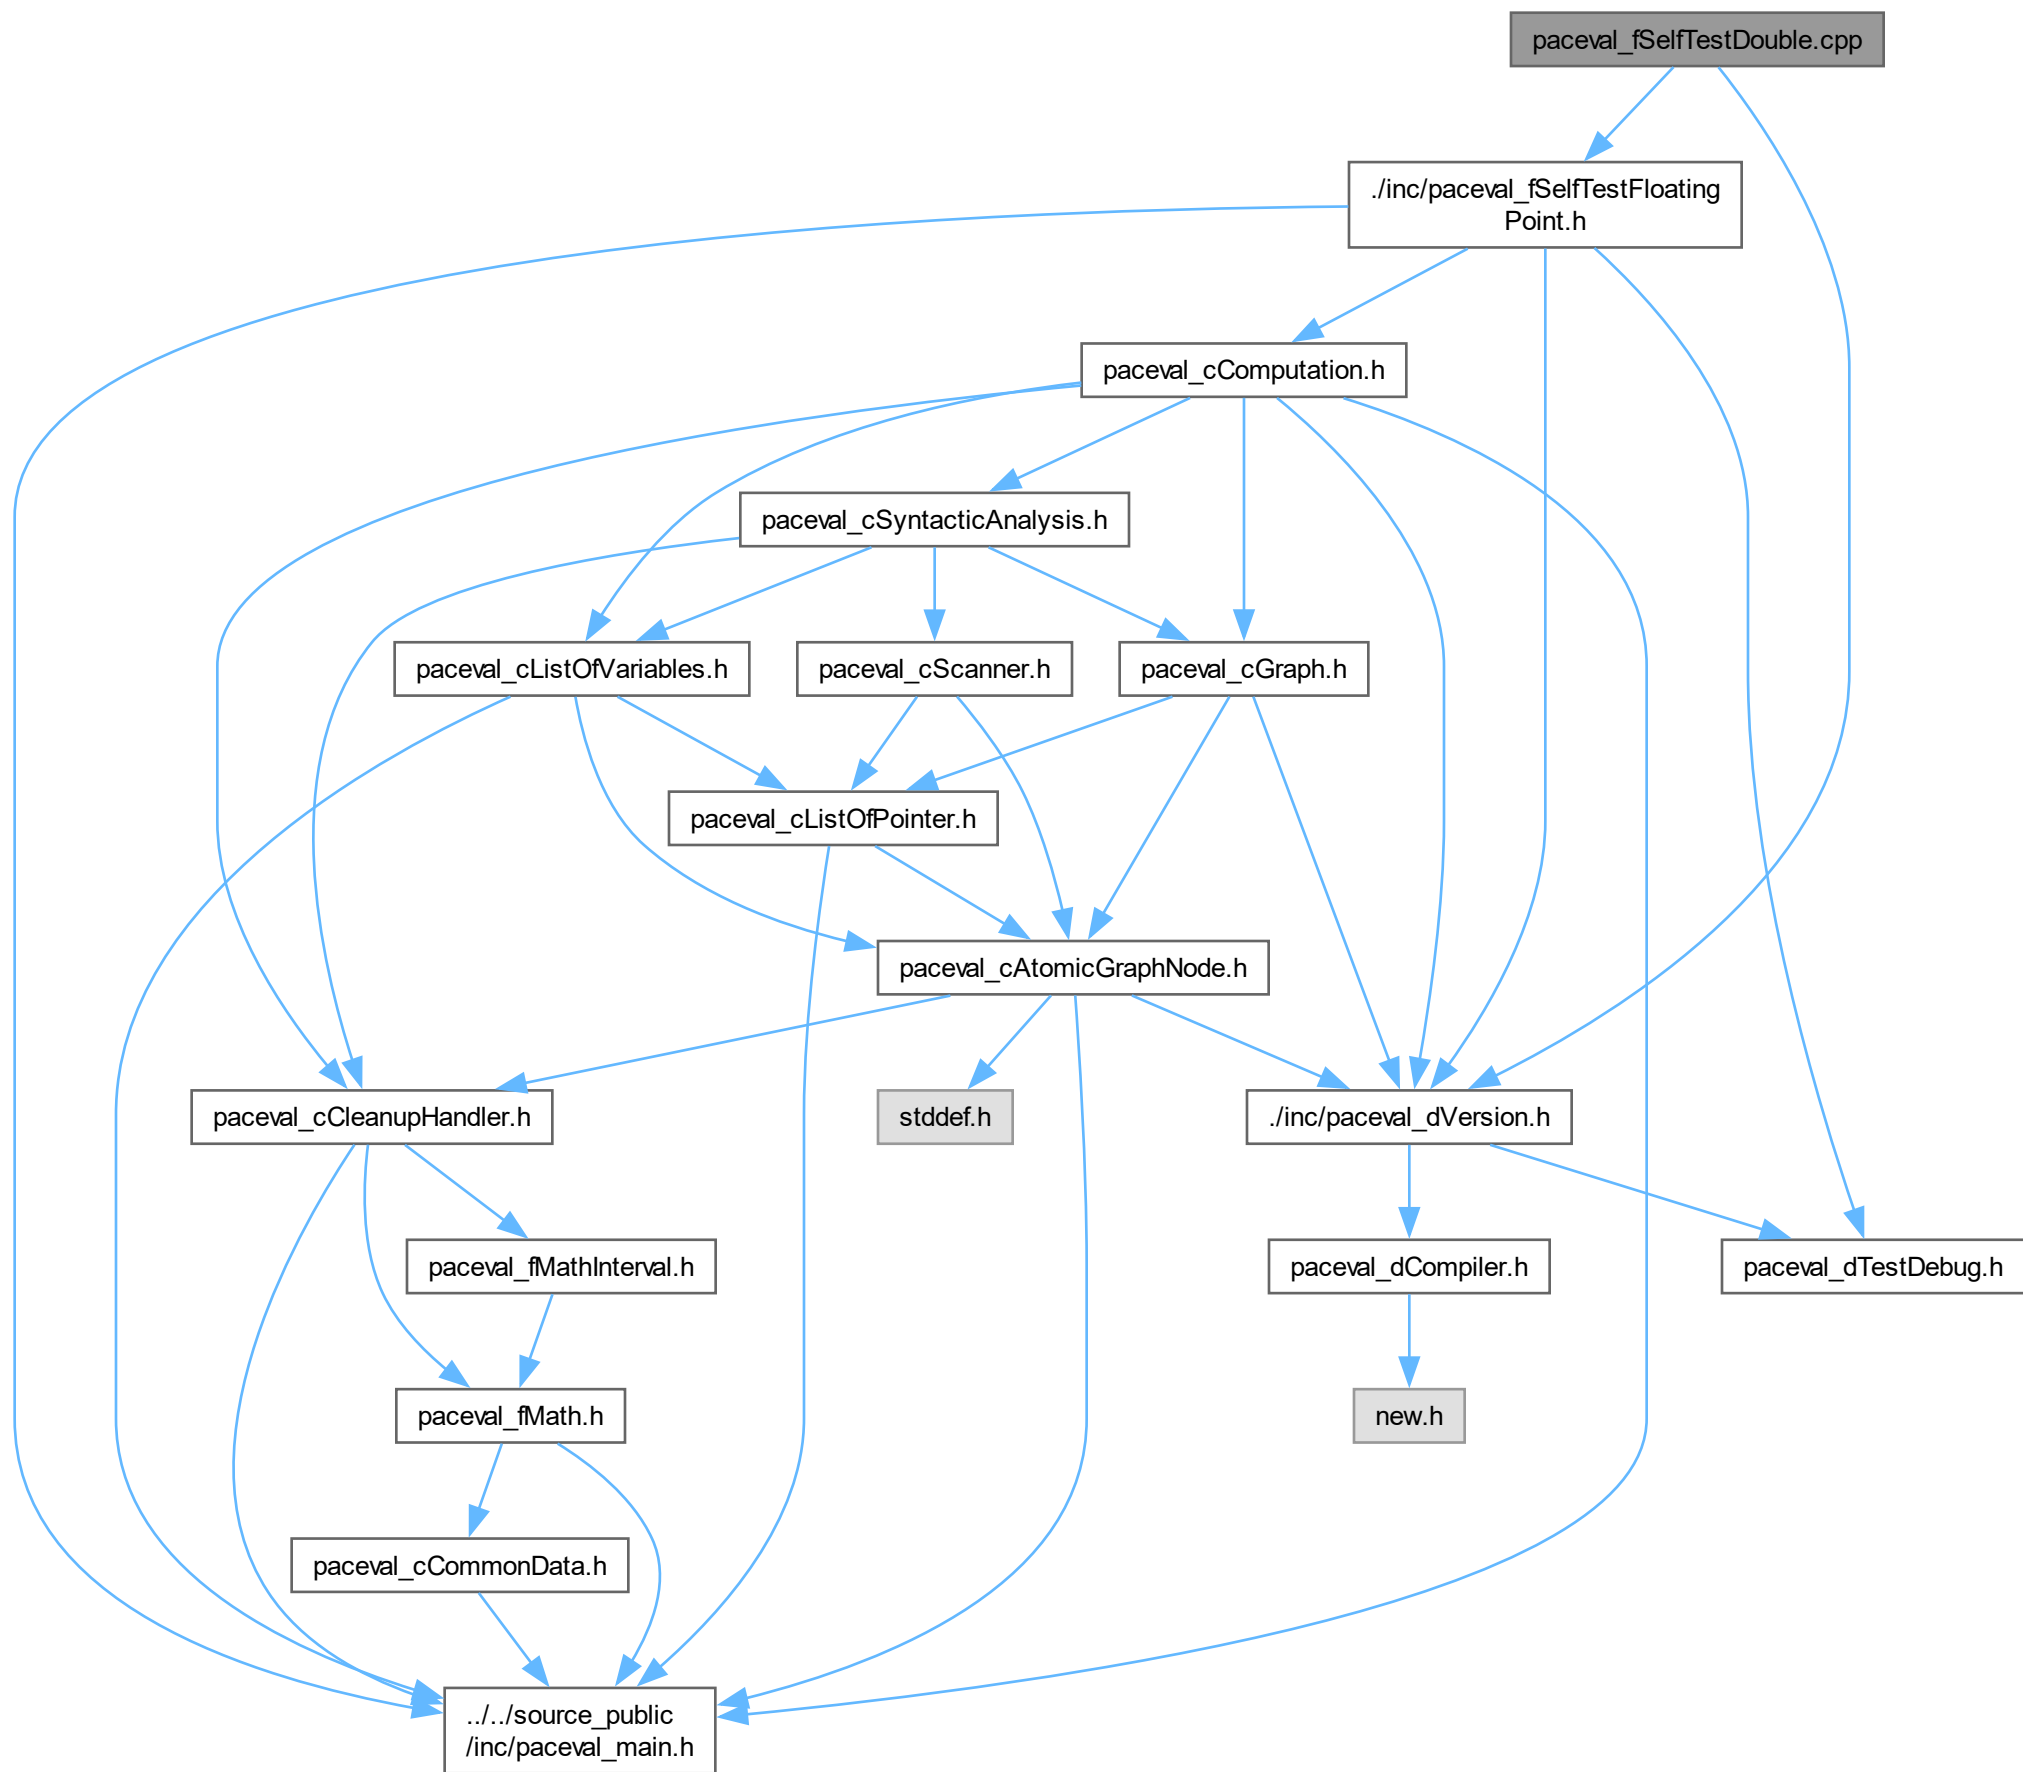 paceval_fSelfTestDouble.cpp
./inc/paceval_fSelfTestFloating
Point.h
paceval_cComputation.h
paceval_cSyntacticAnalysis.h
paceval_cListOfVariables.h
paceval_cScanner.h
paceval_cGraph.h
paceval_cListOfPointer.h
paceval_cAtomicGraphNode.h
paceval_cCleanupHandler.h
stddef.h
./inc/paceval_dVersion.h
paceval_fMathInterval.h
paceval_dCompiler.h
paceval_dTestDebug.h
paceval_fMath.h
new.h
paceval_cCommonData.h
../../source_public
/inc/paceval_main.h